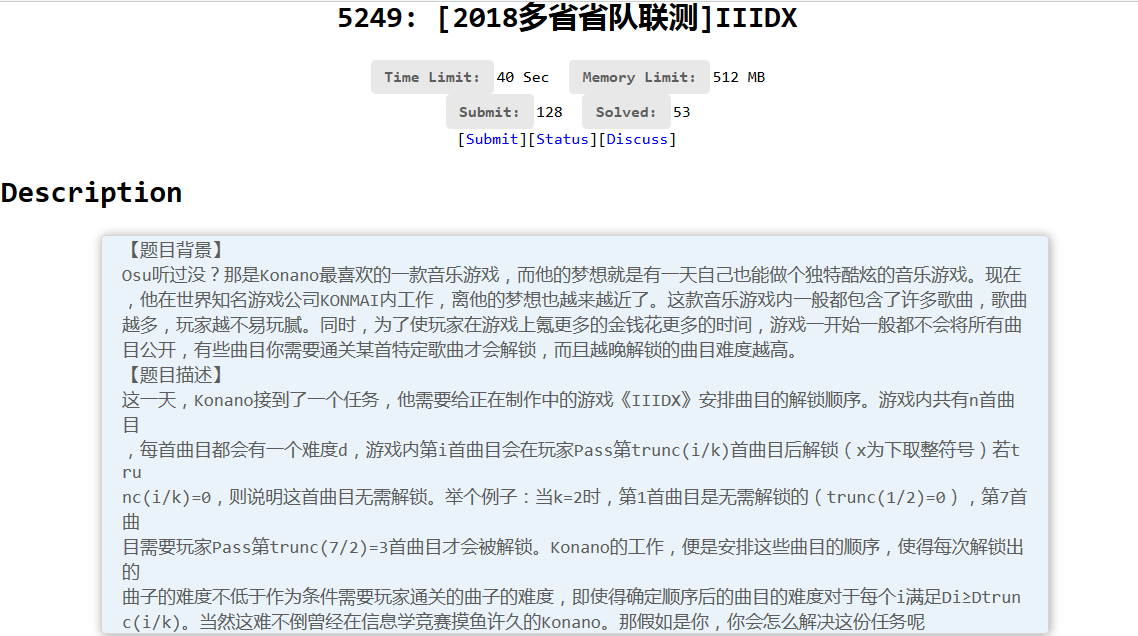 5249: [2018多省省队联测]IIIDX
Time Limit: 40 Sec Memory Limit: 512 MB
Submit: 128 Solved: 53
[Submit][Status][Discuss]
Description
【题目背景】
Osu听过没？那是Konano最喜欢的一款音乐游戏，而他的梦想就是有一天自己也能做个独特酷炫的音乐游戏。现在
，他在世界知名游戏公司KONMAI内工作，离他的梦想也越来越近了。这款音乐游戏内一般都包含了许多歌曲，歌曲
越多，玩家越不易玩腻。同时，为了使玩家在游戏上氪更多的金钱花更多的时间，游戏一开始一般都不会将所有曲
目公开，有些曲目你需要通关某首特定歌曲才会解锁，而且越晚解锁的曲目难度越高。
【题目描述】
这一天，Konano接到了一个任务，他需要给正在制作中的游戏《IIIDX》安排曲目的解锁顺序。游戏内共有n首曲
目
，每首曲目都会有一个难度d，游戏内第i首曲目会在玩家Pass第trunc(i/k)首曲目后解锁（x为下取整符号）若t
ru
nc(i/k)=0，则说明这首曲目无需解锁。举个例子：当k=2时，第1首曲目是无需解锁的（trunc(1/2)=0），第7首
曲
目需要玩家Pass第trunc(7/2)=3首曲目才会被解锁。Konano的工作，便是安排这些曲目的顺序，使得每次解锁出
的
曲子的难度不低于作为条件需要玩家通关的曲子的难度，即使得确定顺序后的曲目的难度对于每个i满足Di≥Dtrun
c(i/k)。当然这难不倒曾经在信息学竞赛摸鱼许久的Konano。那假如是你，你会怎么解决这份任务呢